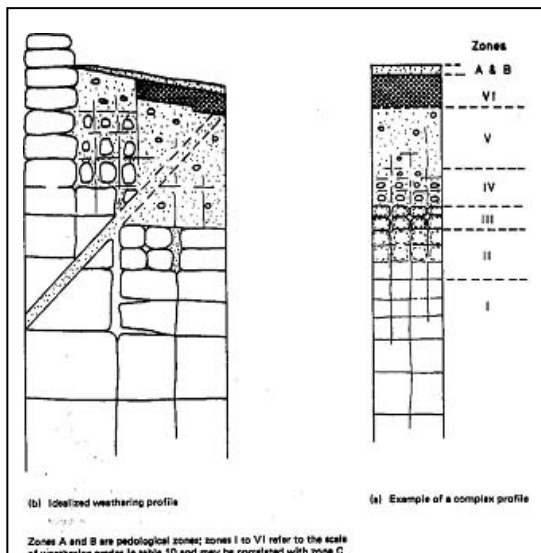 Zones
A & B
VI
V
IV
III
II
I
(b) Idealized weathering profile
(a) Example of a complex profile
Zones A and B are pedological zones; zones I to VI refer to the scale
of weathering grades in table 10 and may be correlated with zone C